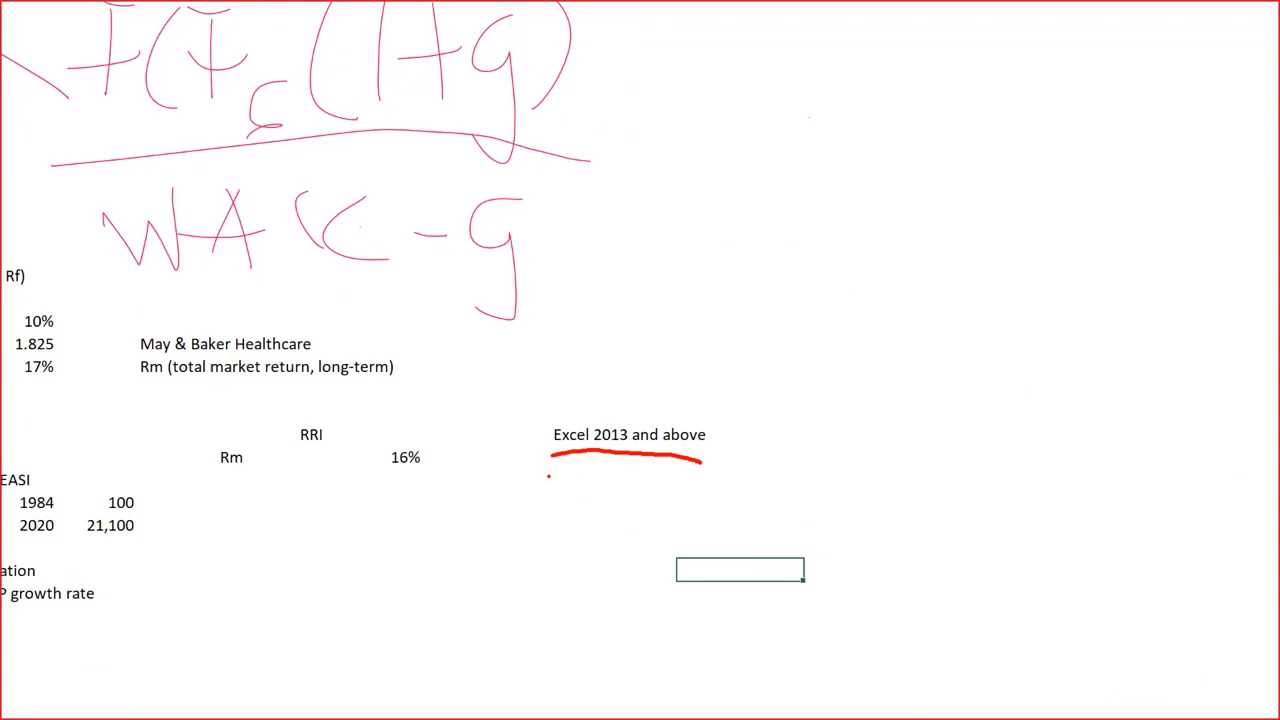 FCFF (1+g)
WACC - g
Rf)
10%
1.825 May & Baker Healthcare
17% Rm (total market return, long-term)
RRI Excel 2013 and above
Rm 16%
EASI
1984 100
2020 21,100
ation
P growth rate